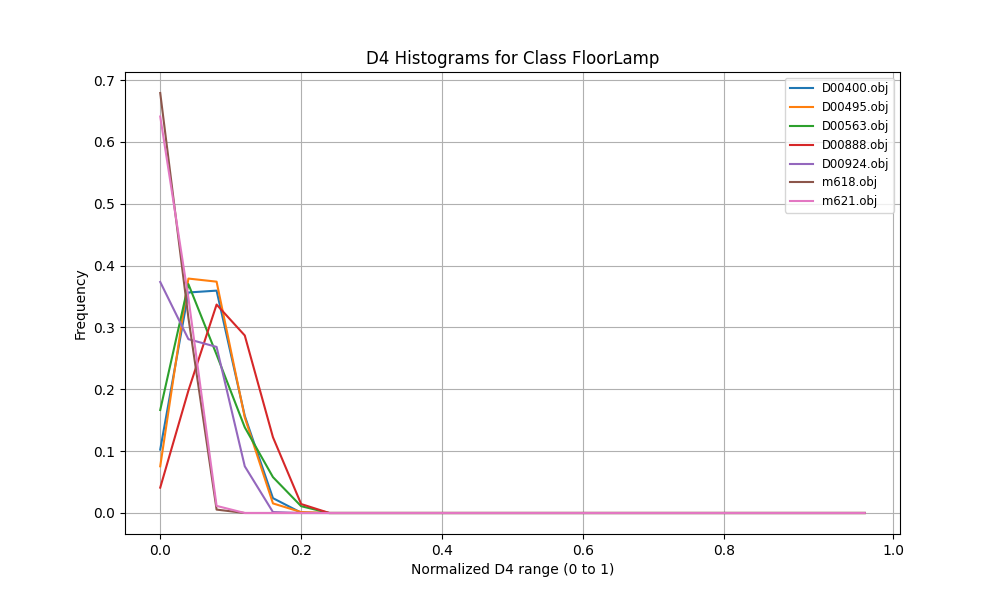 D4 Histograms for Class FloorLamp
0.7
0.6
0.5
0.4
0.3
0.2
0.1
0.0
Frequency
D00400.obj
D00495.obj
D00563.obj
D00888.obj
D00924.obj
m618.obj
m621.obj
0.0 0.2 0.4 0.6 0.8 1.0
Normalized D4 range (0 to 1)